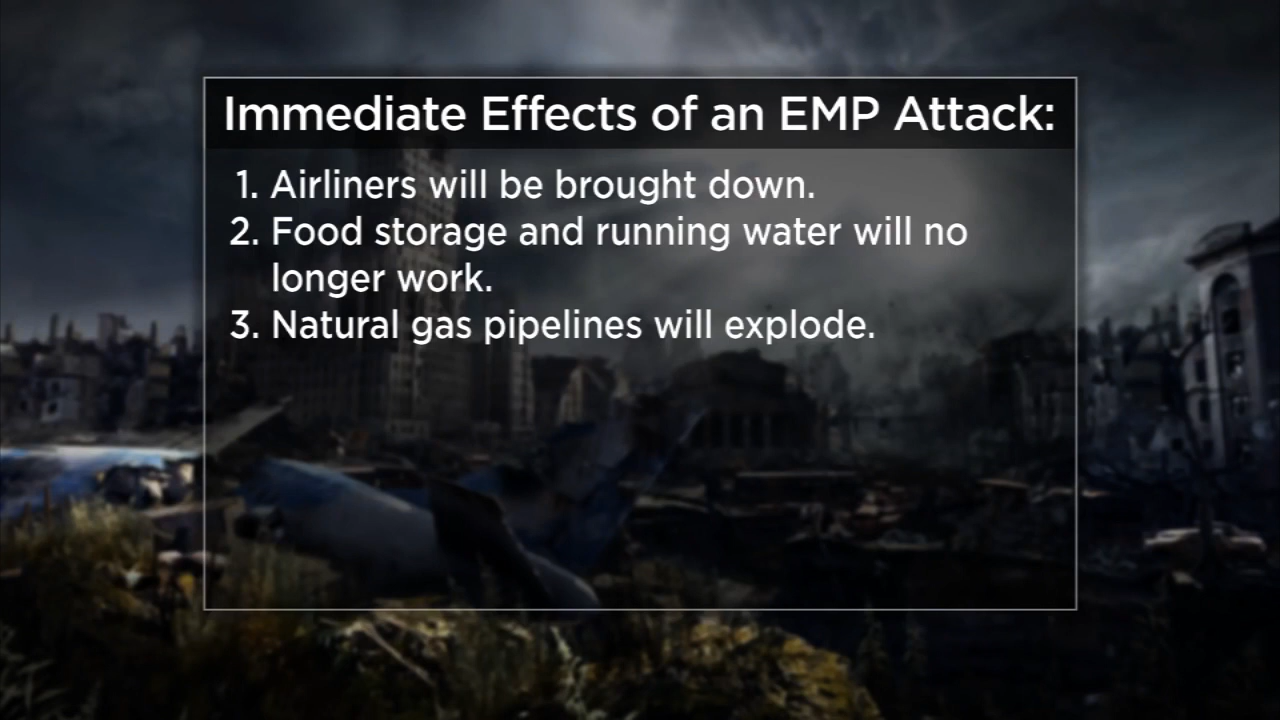 Immediate Effects of an EMP Attack:
1. Airliners will be brought down.
2. Food storage and running water will no
longer work.
3. Natural gas pipelines will explode.